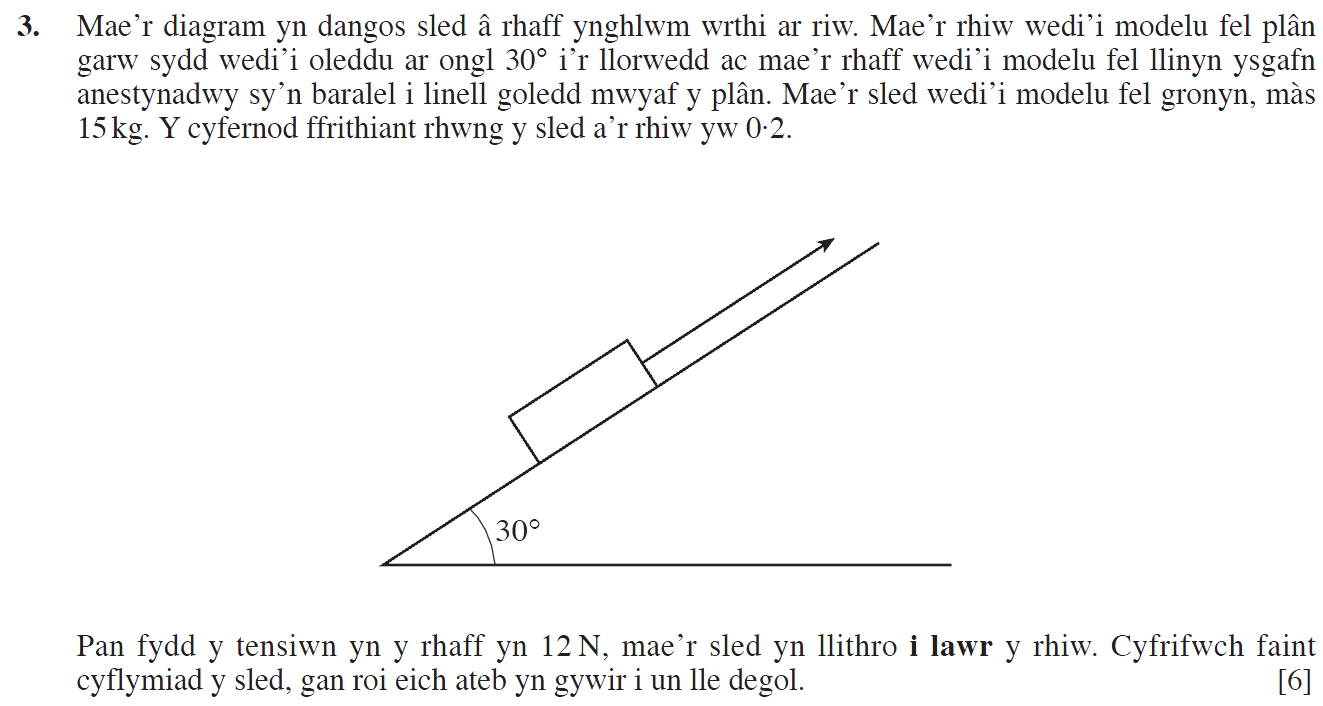 3. Mae’r diagram yn dangos sled â rhaff ynghlwm wrthi ar riw. Mae’r rhiw wedi’i modelu fel plân
garw sydd wedi’i oleddu ar ongl 30° i’r llorwedd ac mae’r rhaff wedi’i modelu fel llinyn ysgafn
anestynadwy sy’n baralel i linell goledd mwyaf y plân. Mae’r sled wedi’i modelu fel gronyn, màs
15 kg. Y cyfernod ffrithiant rhwng y sled a’r rhiw yw 0·2.
30°
Pan fydd y tensiwn yn y rhaff yn 12 N, mae’r sled yn llithro i lawr y rhiw. Cyfrifwch faint
cyflymiad y sled, gan roi eich ateb yn gywir i un lle degol. [6]